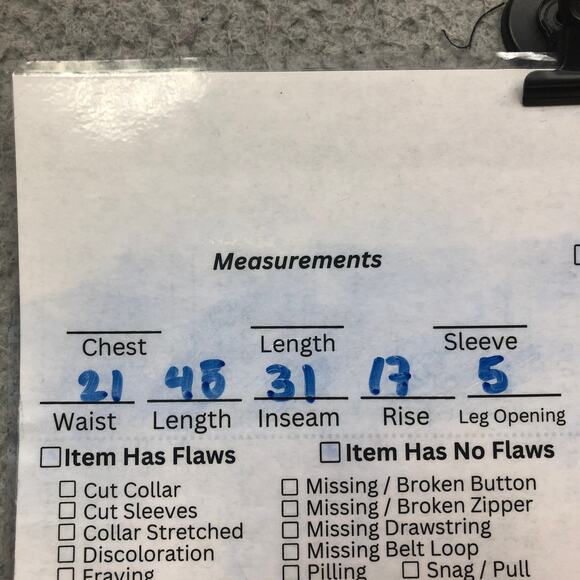 Measurements
Chest Length Sleeve
21 48 31 17 5
Waist Length Inseam Rise Leg Opening
Item Has Flaws Item Has No Flaws
Cut Collar Missing / Broken Button
Cut Sleeves Missing / Broken Zipper
Collar Stretched Missing Drawstring
Discoloration Missing Belt Loop
Fraying Pilling Snag / Pull